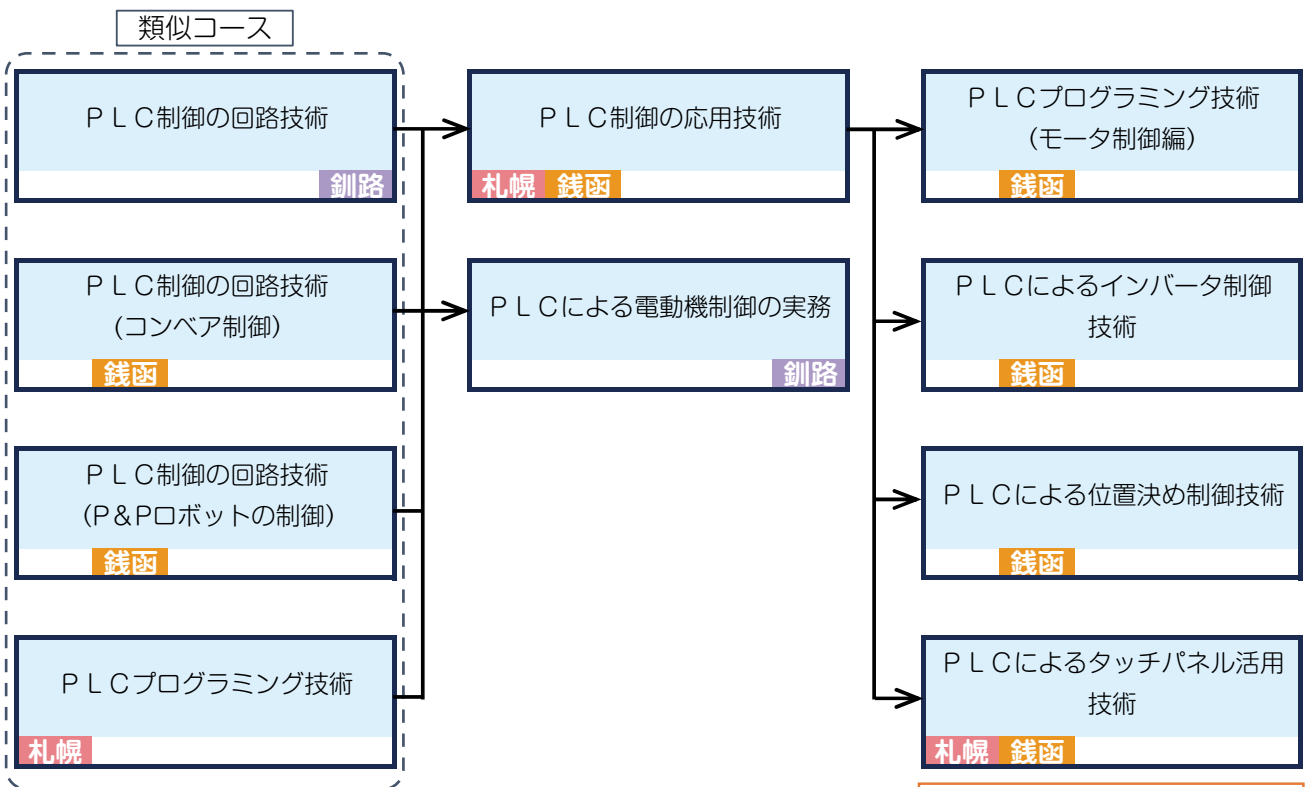 類似コース
ＰＬＣ制御の回路技術
釧路
ＰＬＣ制御の回路技術
(コンベア制御)
銭函
ＰＬＣ制御の回路技術
(P＆Pロボットの制御)
銭函
ＰＬＣプログラミング技術
札幌
ＰＬＣ制御の応用技術
札幌 銭函
ＰＬＣによる電動機制御の実務
釧路
ＰＬＣプログラミング技術
(モータ制御編)
銭函
ＰＬＣによるインバータ制御
技術
銭函
ＰＬＣによる位置決め制御技術
銭函
ＰＬＣによるタッチパネル活用
技術
札幌 銭函